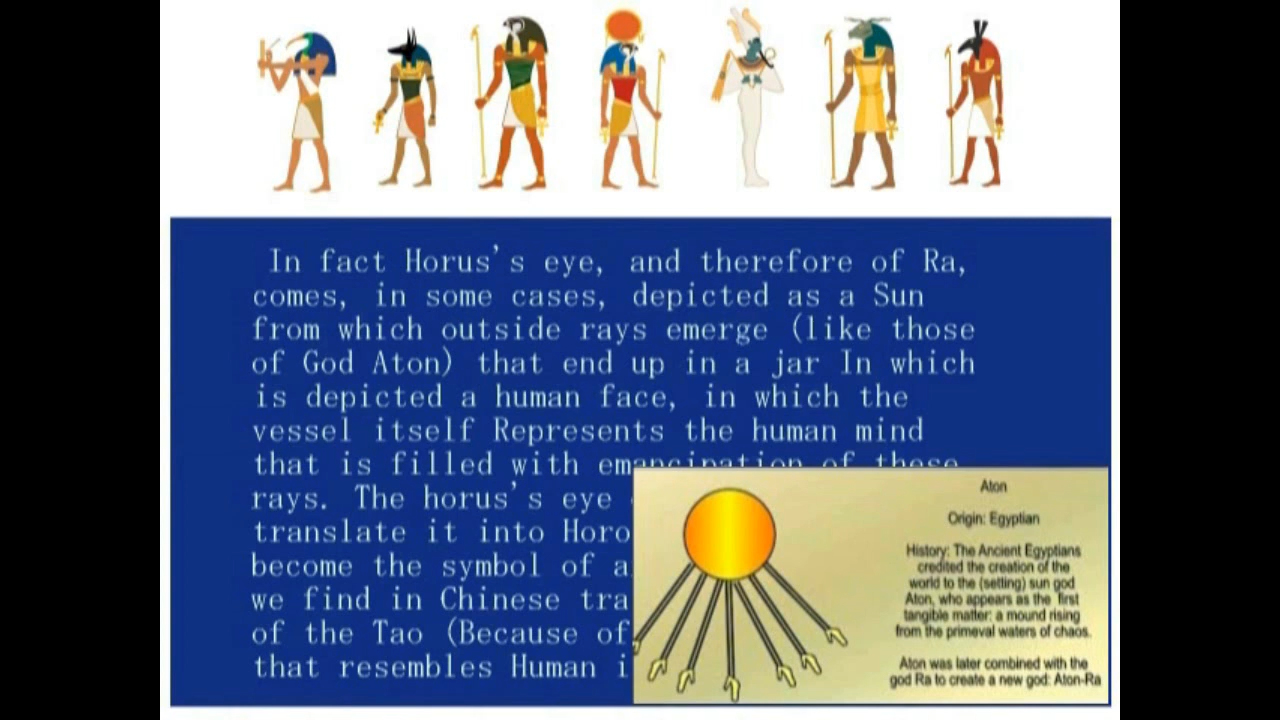 In fact Horus's eye, and therefore of Ra,
comes, in some cases, depicted as a Sun
from which outside rays emerge (like those
of God Aton) that end up in a jar In which
is depicted a human face, in which the
vessel itself Represents the human mind
that is filled with emancipation of these
rays. The horus's eye
translate it into Horo
become the symbol of a
we find in Chinese tra
of the Tao (Because of
that resembles Human i
Aton
Origin: Egyptian
History: The Ancient Egyptians
credited the creation of the
world to the (setting) sun god
Aton, who appears as the first
tangible matter: a mound rising
from the primeval waters of chaos.
Aton was later combined with the
god Ra to create a new god: Aton-Ra